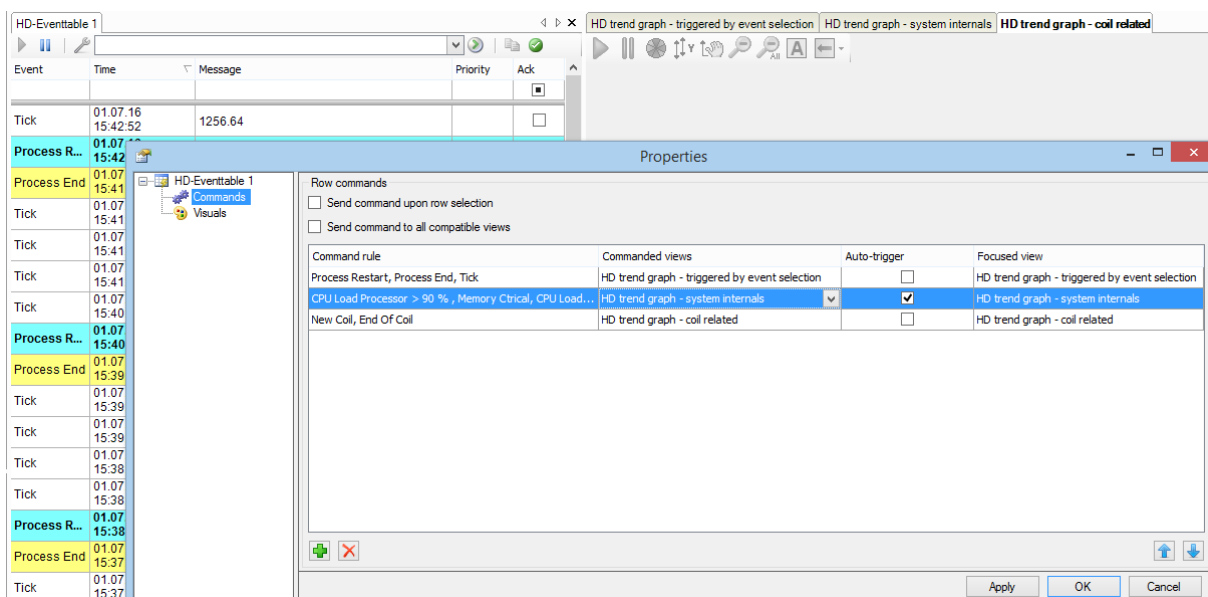 HD-Eventtable 1
HD trend graph - triggered by event selection HD trend graph - system internals HD trend graph - coil related
Event Time Message Priority Ack
Tick 01.07.16 15:42:52 1256.64
Process R... 01.07 15:42
Process End 01.07 15:41
Tick 01.07 15:41
Tick 01.07 15:41
Tick 01.07 15:41
Tick 01.07 15:40
Process R... 01.07 15:40
Process End 01.07 15:39
Tick 01.07 15:39
Tick 01.07 15:39
Tick 01.07 15:38
Tick 01.07 15:38
Process R... 01.07 15:38
Process End 01.07 15:37
Tick 01.07 15:37
Properties
HD-Eventtable 1
Commands
Visuals
Row commands
Send command upon row selection
Send command to all compatible views
Command rule Commanded views Auto-trigger Focused view
Process Restart, Process End, Tick HD trend graph - triggered by event selection HD trend graph - triggered by event selection
CPU Load Processor > 90 % , Memory Ctrical, CPU Load... HD trend graph - system internals HD trend graph - system internals
New Coil, End Of Coil HD trend graph - coil related HD trend graph - coil related
Apply OK Cancel